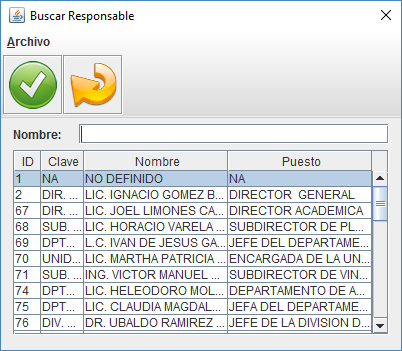 Buscar Responsable
Archivo
Nombre:
ID Clave Nombre Puesto
1 NA NO DEFINIDO NA
2 DIR. ... LIC. IGNACIO GOMEZ B... DIRECTOR GENERAL
67 DIR. ... LIC. JOEL LIMONES CA... DIRECTOR ACADEMICA
68 SUB. ... LIC. HORACIO VARELA ... SUBDIRECTOR DE PL...
69 DPT... L.C. IVAN DE JESUS GA... JEFE DEL DEPARTAME...
70 UNID... LIC. MARTHA PATRICIA ... ENCARGADA DE LA UN...
71 SUB. ... ING. VICTOR MANUEL ... SUBDIRECTOR DE VIN...
74 DPT... LIC. HELEODORO MOL... DEPARTAMENTO DE A...
75 DPT... LIC. CLAUDIA MAGDAL... JEFA DEL DEPARTAME...
76 DIV. ... DR. UBALDO RAMIREZ ... JEFE DE LA DIVISION D...